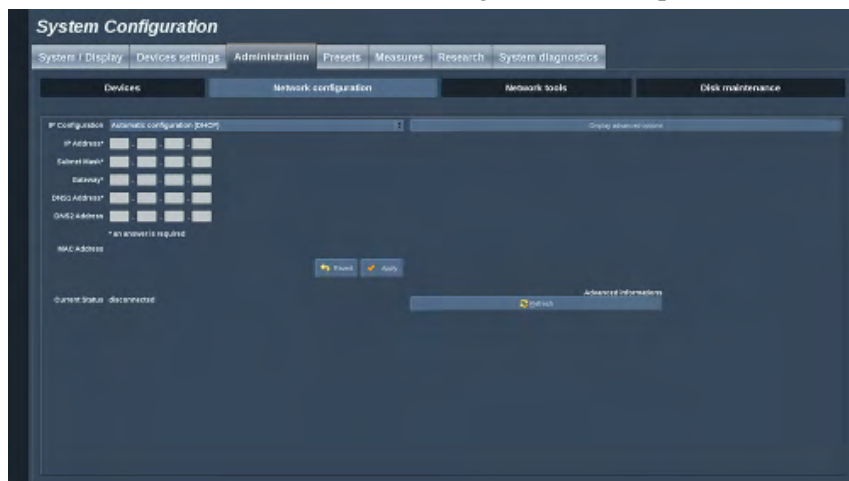 System Configuration
System / Display Devices settings Administration Presets Measures Research System diagnostics
Devices Network configuration Network tools Disk maintenance
IP Configuration Automatic configuration (DHCP) Display advanced options
IP Address*
Subnet Mask*
Gateway*
DNS1 Address*
DNS2 Address
* an answer is required
MAC Address
Reset Apply
Advanced Informations
Current Status disconnected Refresh